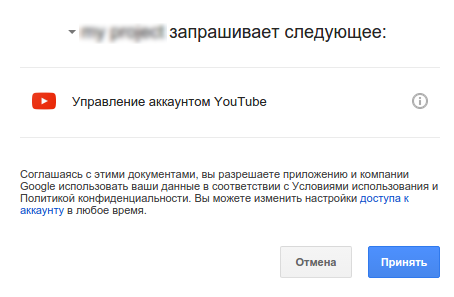 запрашивает следующее:
Управление аккаунтом YouTube
Соглашаясь с этими документами, вы разрешаете приложению и компании
Google использовать ваши данные в соответствии с Условиями использования и
Политикой конфиденциальности. Вы можете изменить настройки доступа к
аккаунту в любое время.
Отмена
Принять